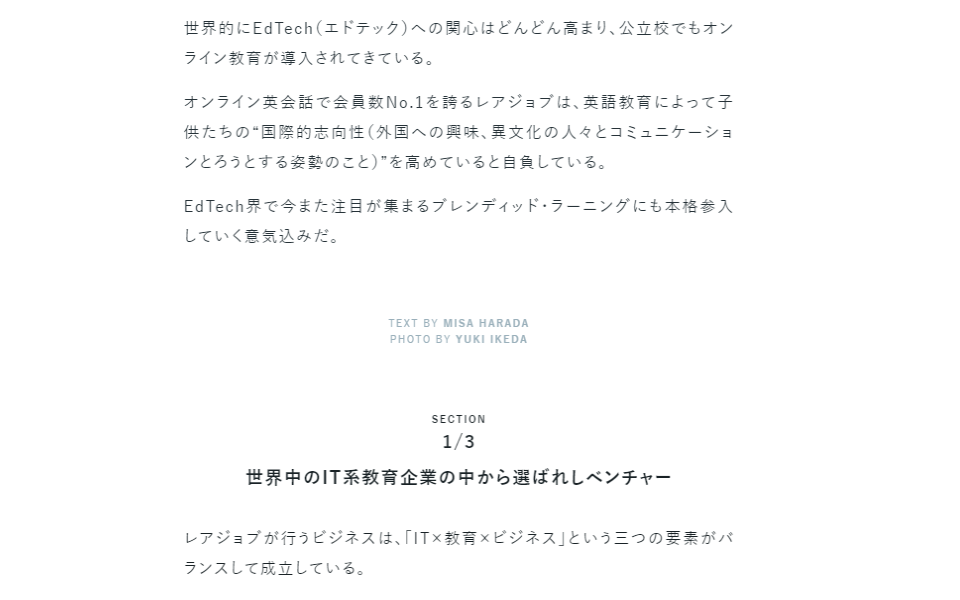 世界的にEdTech（エドテック）への関心はどんどん高まり、公立校でもオン
ライン教育が導入されてきている。
オンライン英会話で会員数No.1を誇るレアジョブは、英語教育によって子
供たちの“国際的志向性（外国への興味、異文化の人々とコミュニケーショ
ンとろうとする姿勢のこと）”を高めていると自負している。
EdTech界で今また注目が集まるブレンディッド・ラーニングにも本格参入
していく意気込みだ。
TEXT BY MISA HARADA
PHOTO BY YUKI IKEDA
SECTION
1/3
世界中のIT系教育企業の中から選ばれしベンチャー
レアジョブが行うビジネスは、「IT×教育×ビジネス」という三つの要素がバ
ランスして成立している。